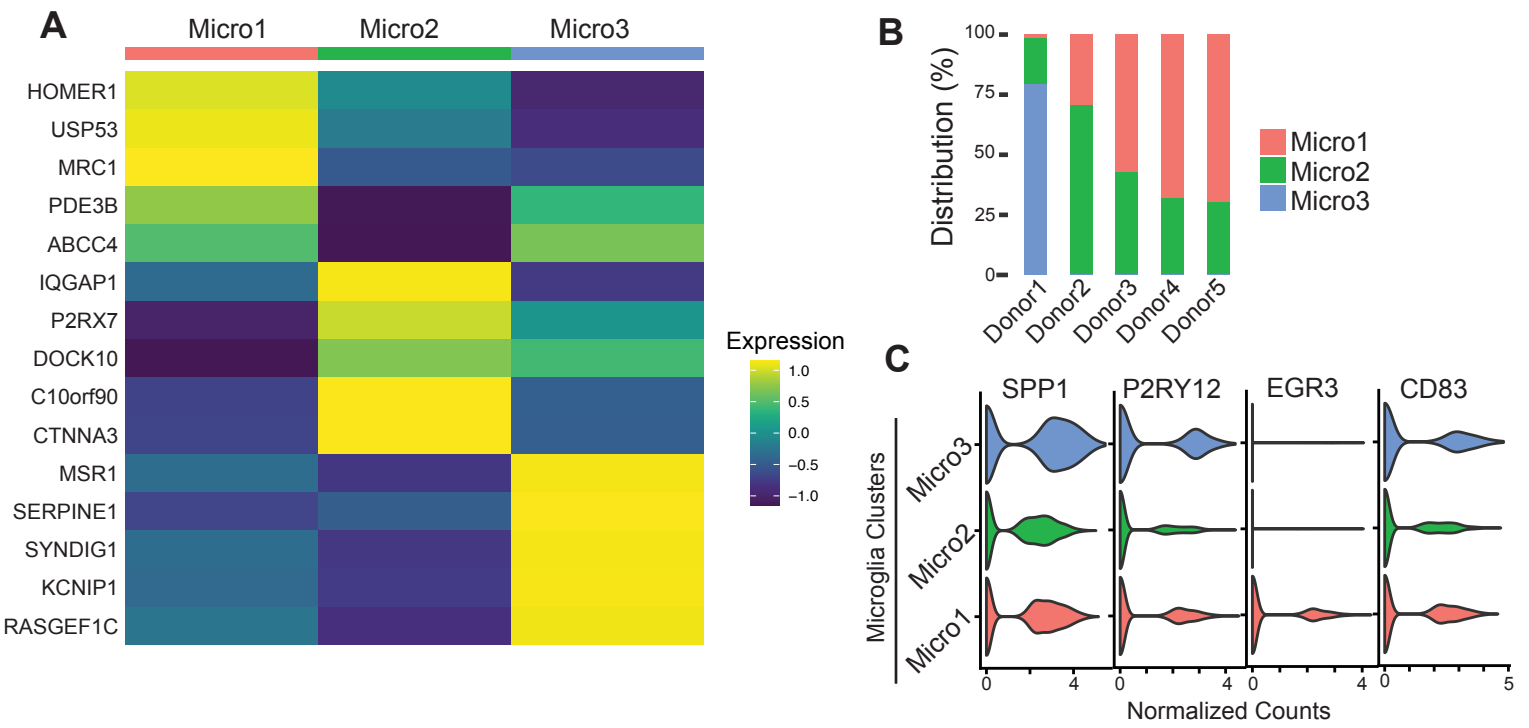 A
Micro1 Micro2 Micro3
HOMER1
USP53
MRC1
PDE3B
ABCC4
IQGAP1
P2RX7
DOCK10
C10orf90
CTNNA3
MSR1
SERPINE1
SYNDIG1
KCNIP1
RASGEF1C
Expression
1.0
0.5
0.0
−0.5
−1.0
B
Distribution (%)
100
75
50
25
0
Donor1 Donor2 Donor3 Donor4 Donor5
Micro1
Micro2
Micro3
C
SPP1 P2RY12 EGR3 CD83
Microglia Clusters
Micro3
Micro2
Micro1
0 4 0 4 0 4 0 5
Normalized Counts